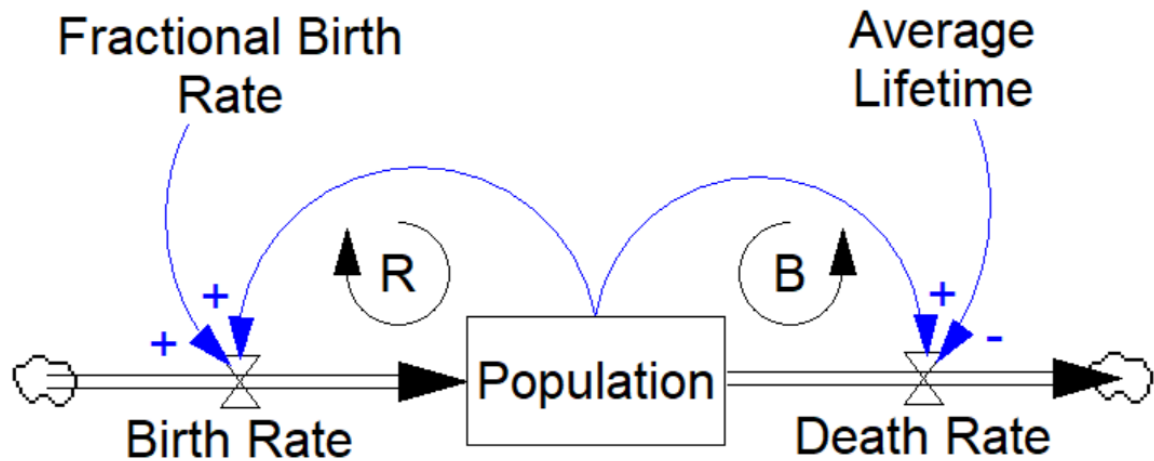 Fractional Birth
Rate
Average
Lifetime
R
B
+
+
+
-
Population
Birth Rate
Death Rate